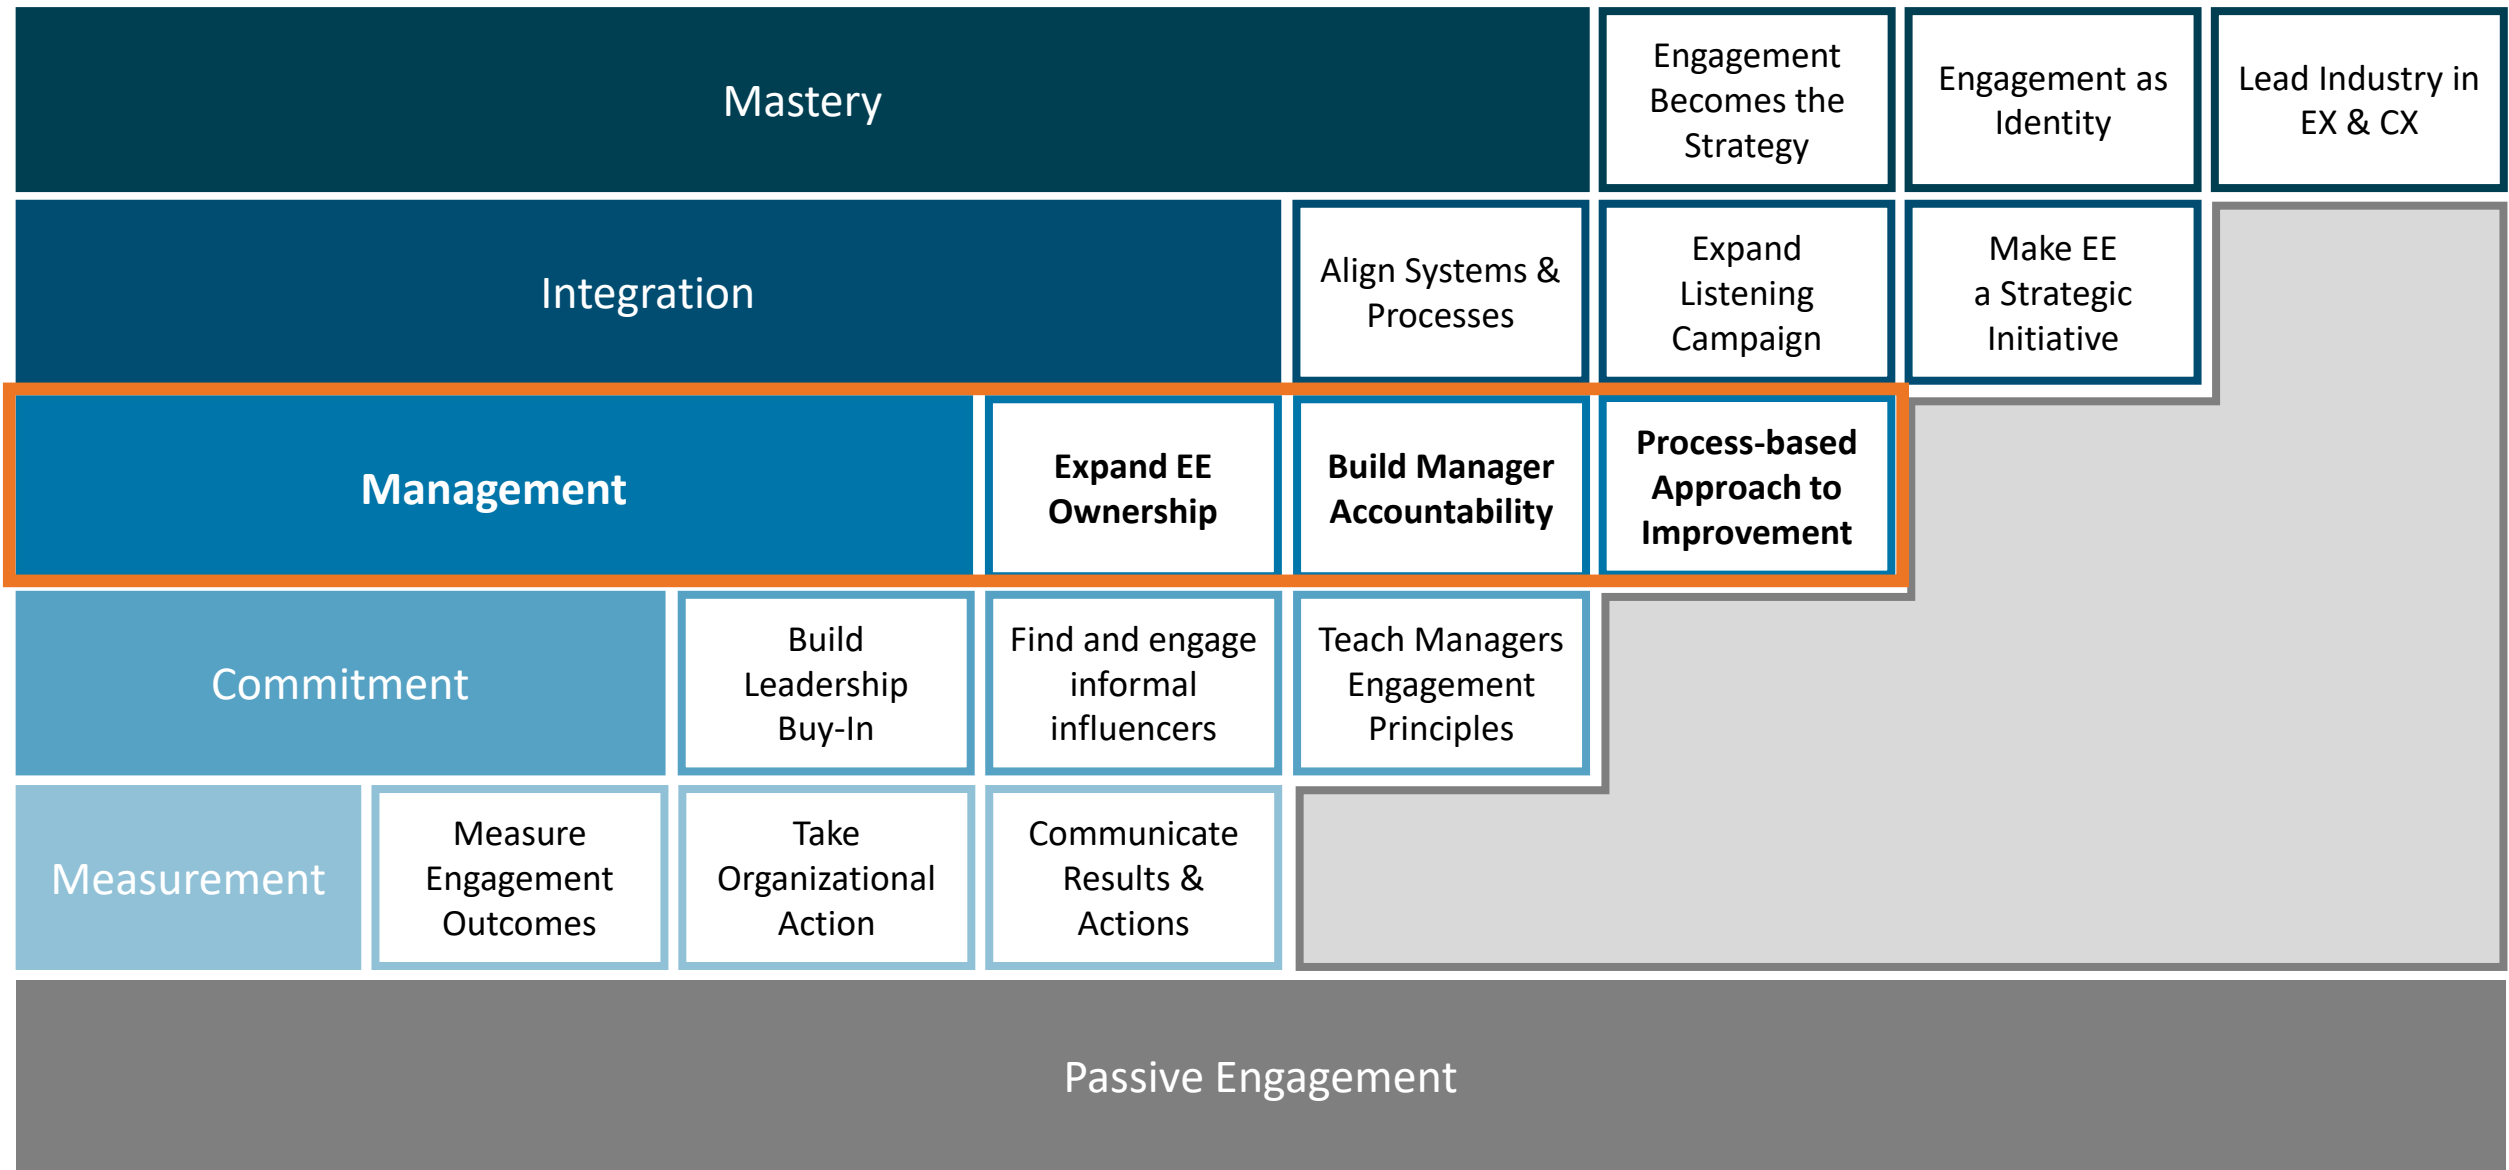 Mastery
Engagement
Becomes the
Strategy
Engagement as
Identity
Lead Industry in
EX & CX
Integration
Align Systems &
Processes
Expand
Listening
Campaign
Make EE
a Strategic
Initiative
Management
Expand EE
Ownership
Build Manager
Accountability
Process-based
Approach to
Improvement
Commitment
Build
Leadership
Buy-In
Find and engage
informal
influencers
Teach Managers
Engagement
Principles
Measurement
Measure
Engagement
Outcomes
Take
Organizational
Action
Communicate
Results &
Actions
Passive Engagement